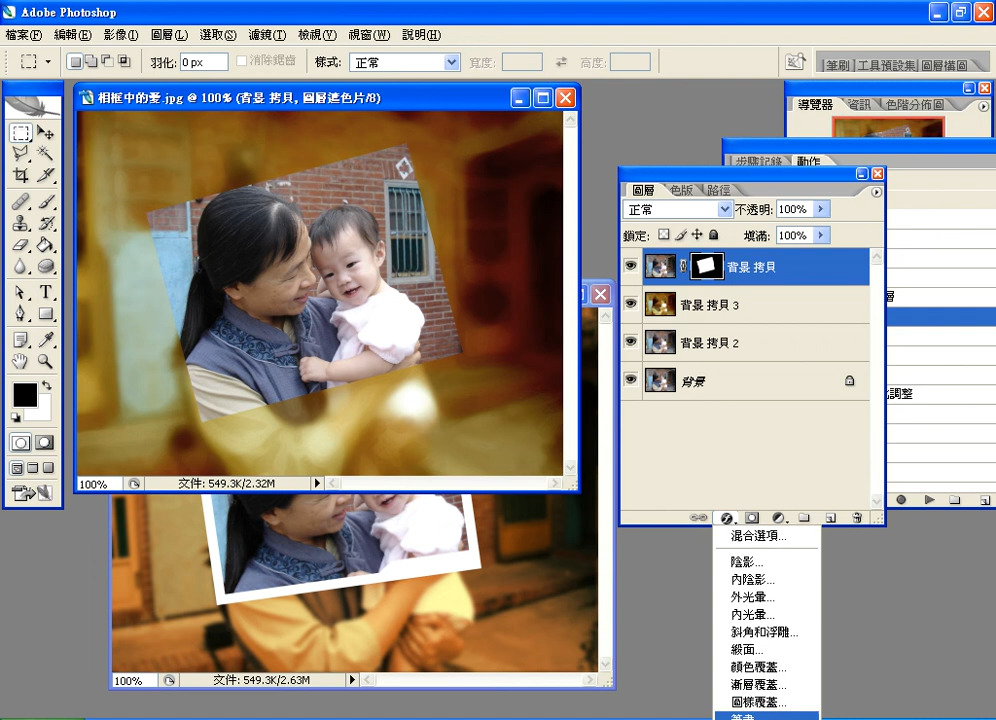 Adobe Photoshop
檔案(F) 編輯(E) 影像(I) 圖層(L) 選取(S) 濾鏡(T) 檢視(V) 視窗(W) 說明(H)
羽化: 0 px 消除鋸齒 樣式: 正常 寬度: 高度: 筆刷 工具預設集 圖層構圖
相框中的愛.jpg @ 100% (背景 拷貝, 圖層遮色片/8)
導覽器 資訊 色階分佈圖
步驟記錄 動作
圖層 色版 路徑
正常 不透明: 100%
鎖定: 填滿: 100%
背景 拷貝
背景 拷貝 3
背景 拷貝 2
背景
層
調整
T
100% 文件: 549.3K/2.32M
混合選項...
陰影...
內陰影...
外光暈...
內光暈...
斜角和浮雕...
緞面...
顏色覆蓋...
漸層覆蓋...
圖樣覆蓋...
100% 文件: 549.3K/2.63M